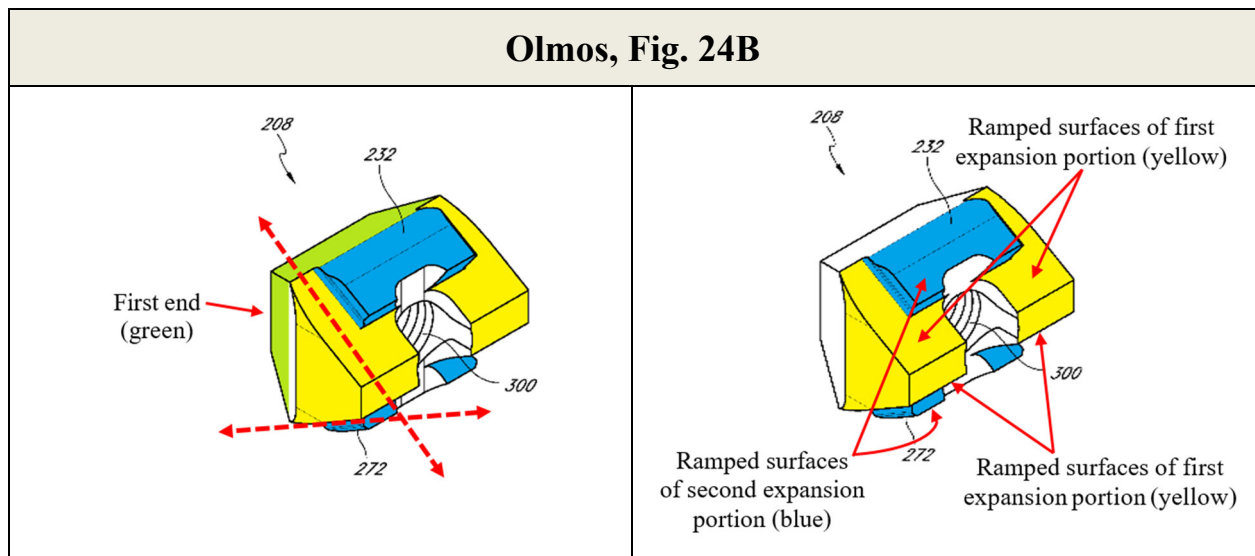 Olmos, Fig. 24B
208
232
First end
(green)
300
272
208
232
Ramped surfaces of first
expansion portion (yellow)
300
272
Ramped surfaces
of second expansion
portion (blue)
Ramped surfaces of first
expansion portion (yellow)